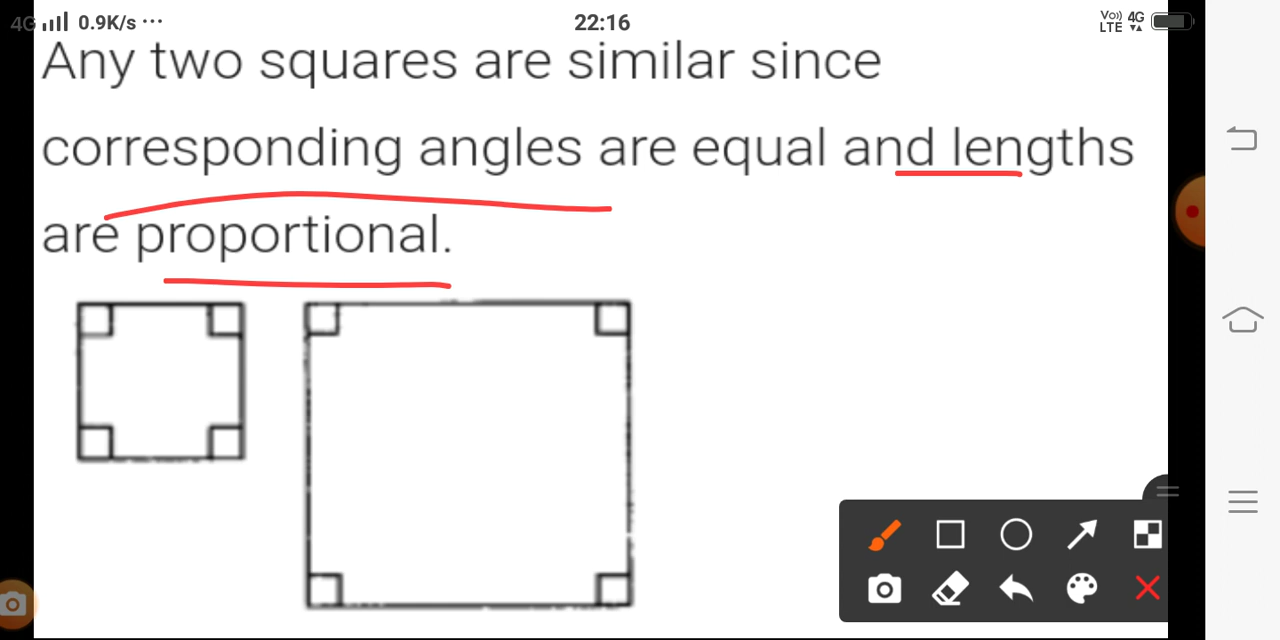 4G 0.9K/s ... 22:16 Vo)) LTE 4G
Any two squares are similar since
corresponding angles are equal and lengths
are proportional.